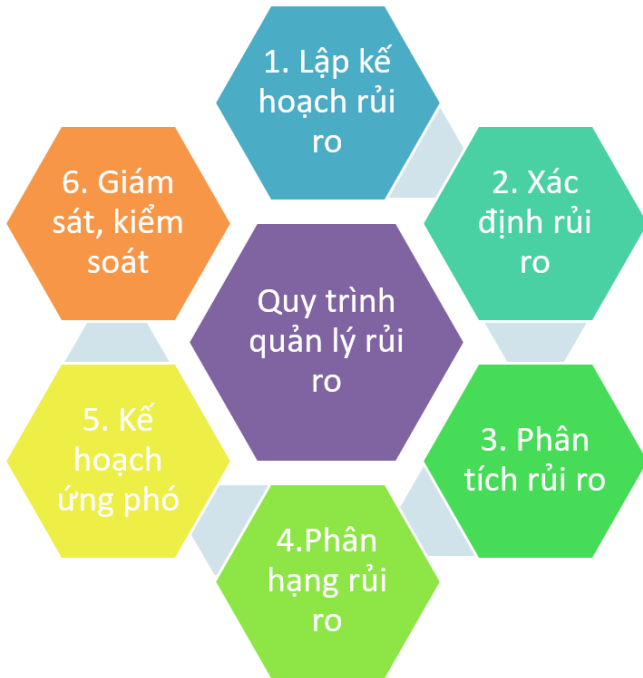 1. Lập kế
hoạch rủi
ro
2. Xác
định rủi
ro
3. Phân
tích rủi ro
4.Phân
hạng rủi
ro
5. Kế
hoạch
ứng phó
6. Giám
sát, kiểm
soát
Quy trình
quản lý rủi
ro